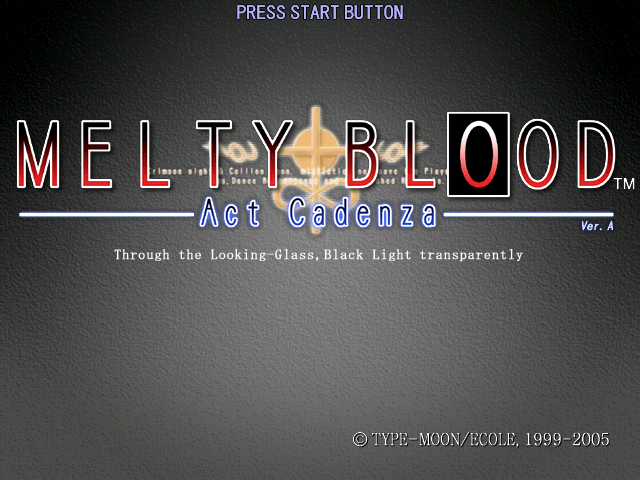 PRESS START BUTTON
MELTY BLOOD™
Act Cadenza
Ver. A
Through the Looking-Glass, Black Light transparently
© TYPE-MOON/ECOLE, 1999-2005